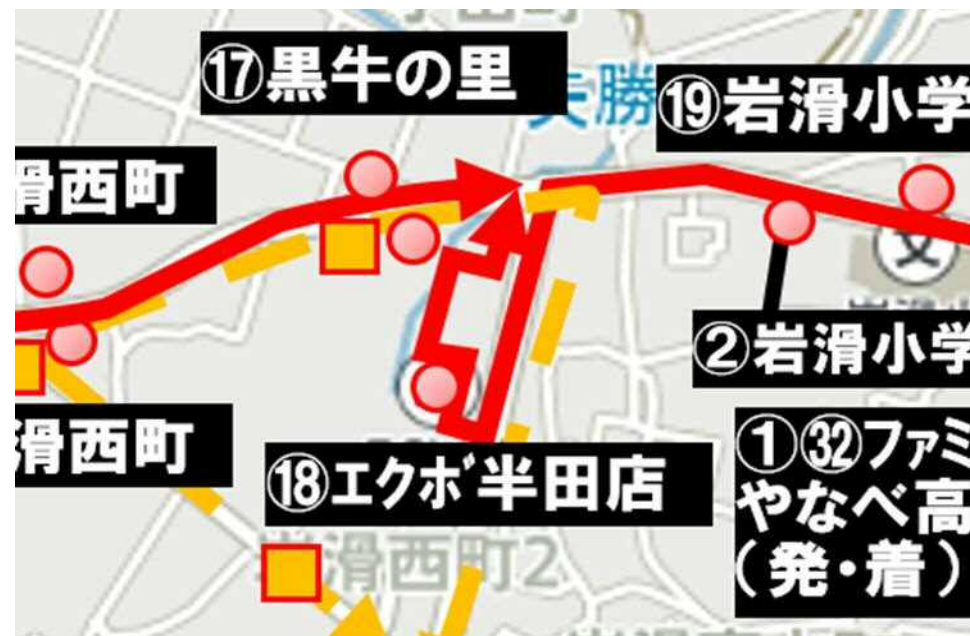 ⑰黒牛の里
矢勝
⑲岩滑小学
滑西町
②岩滑小学
滑西町
①㉜ファミ
やなべ高
(発・着)
⑱エクボ半田店
岩滑西町2